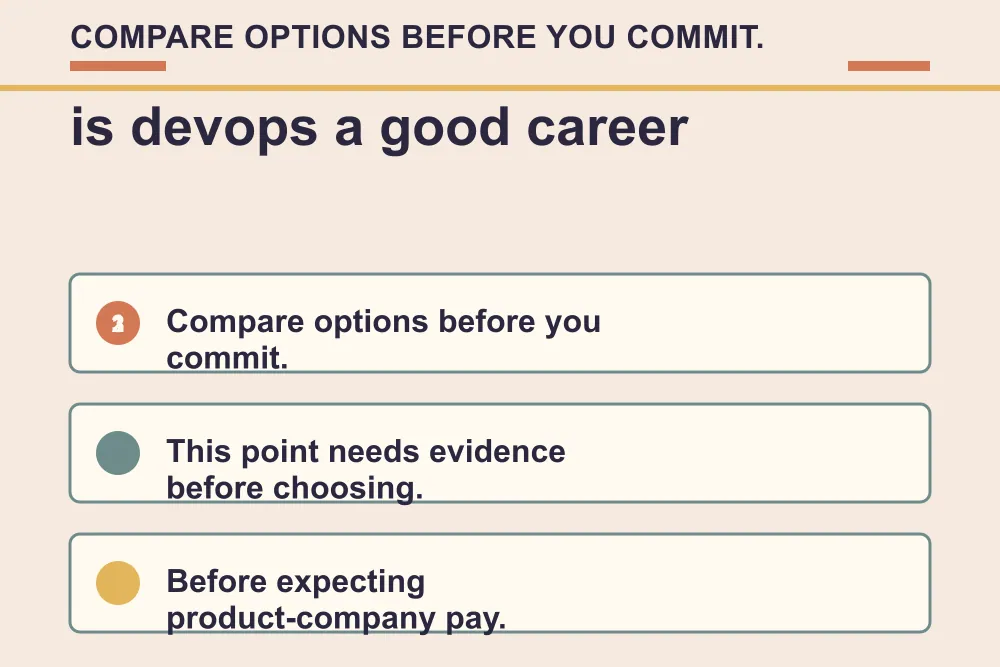 COMPARE OPTIONS BEFORE YOU COMMIT.
is devops a good career
Compare options before you
commit.
This point needs evidence
before choosing.
Before expecting
product-company pay.